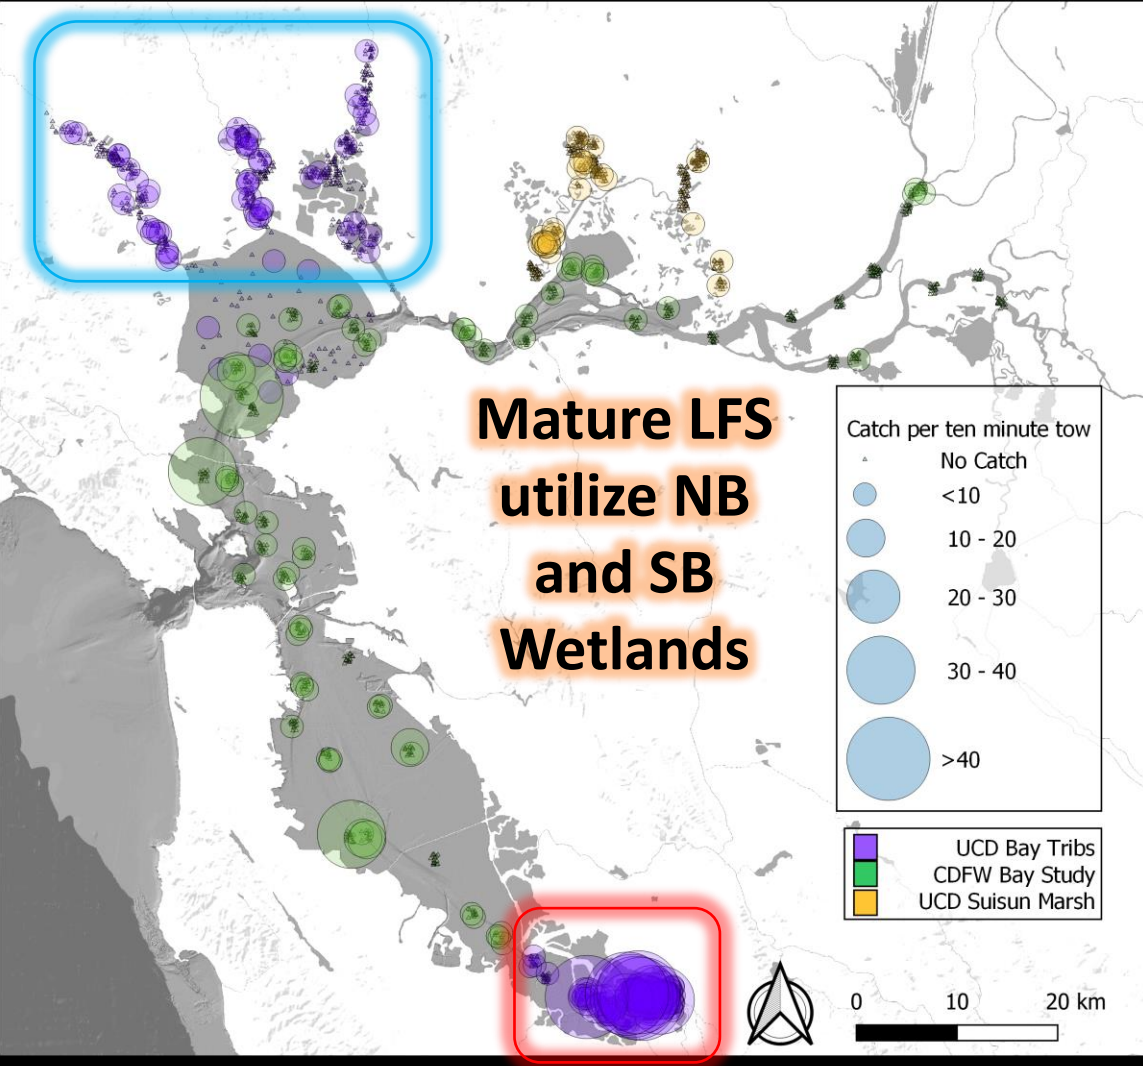 Mature LFS
utilize NB
and SB
Wetlands
Catch per ten minute tow
No Catch
<10
10 - 20
20 - 30
30 - 40
>40
UCD Bay Tribs
CDFW Bay Study
UCD Suisun Marsh
0 10 20 km